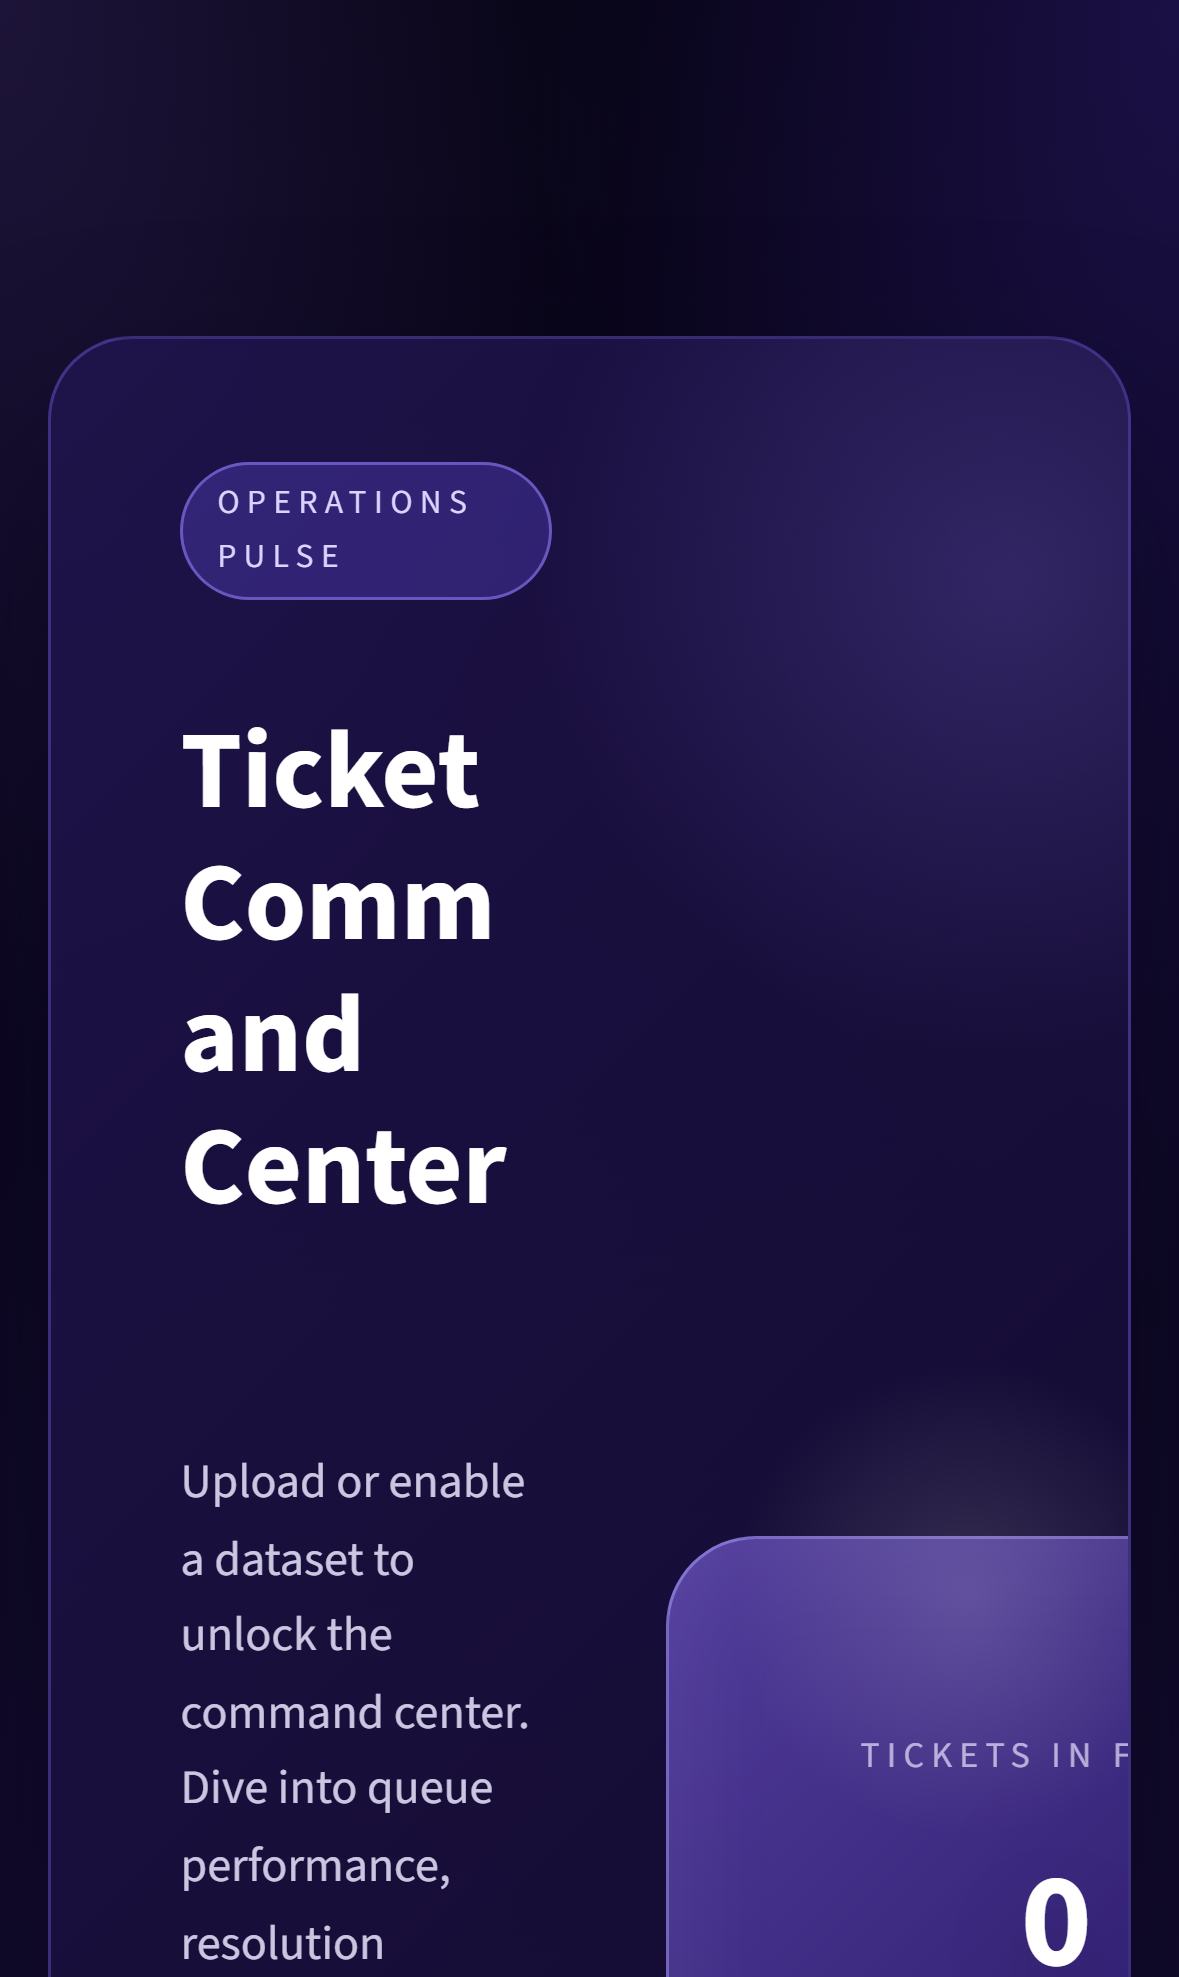 OPERATIONS
PULSE
Ticket
Comm
and
Center
Upload or enable
a dataset to
unlock the
command center.
Dive into queue
performance,
resolution
TICKETS IN F
0